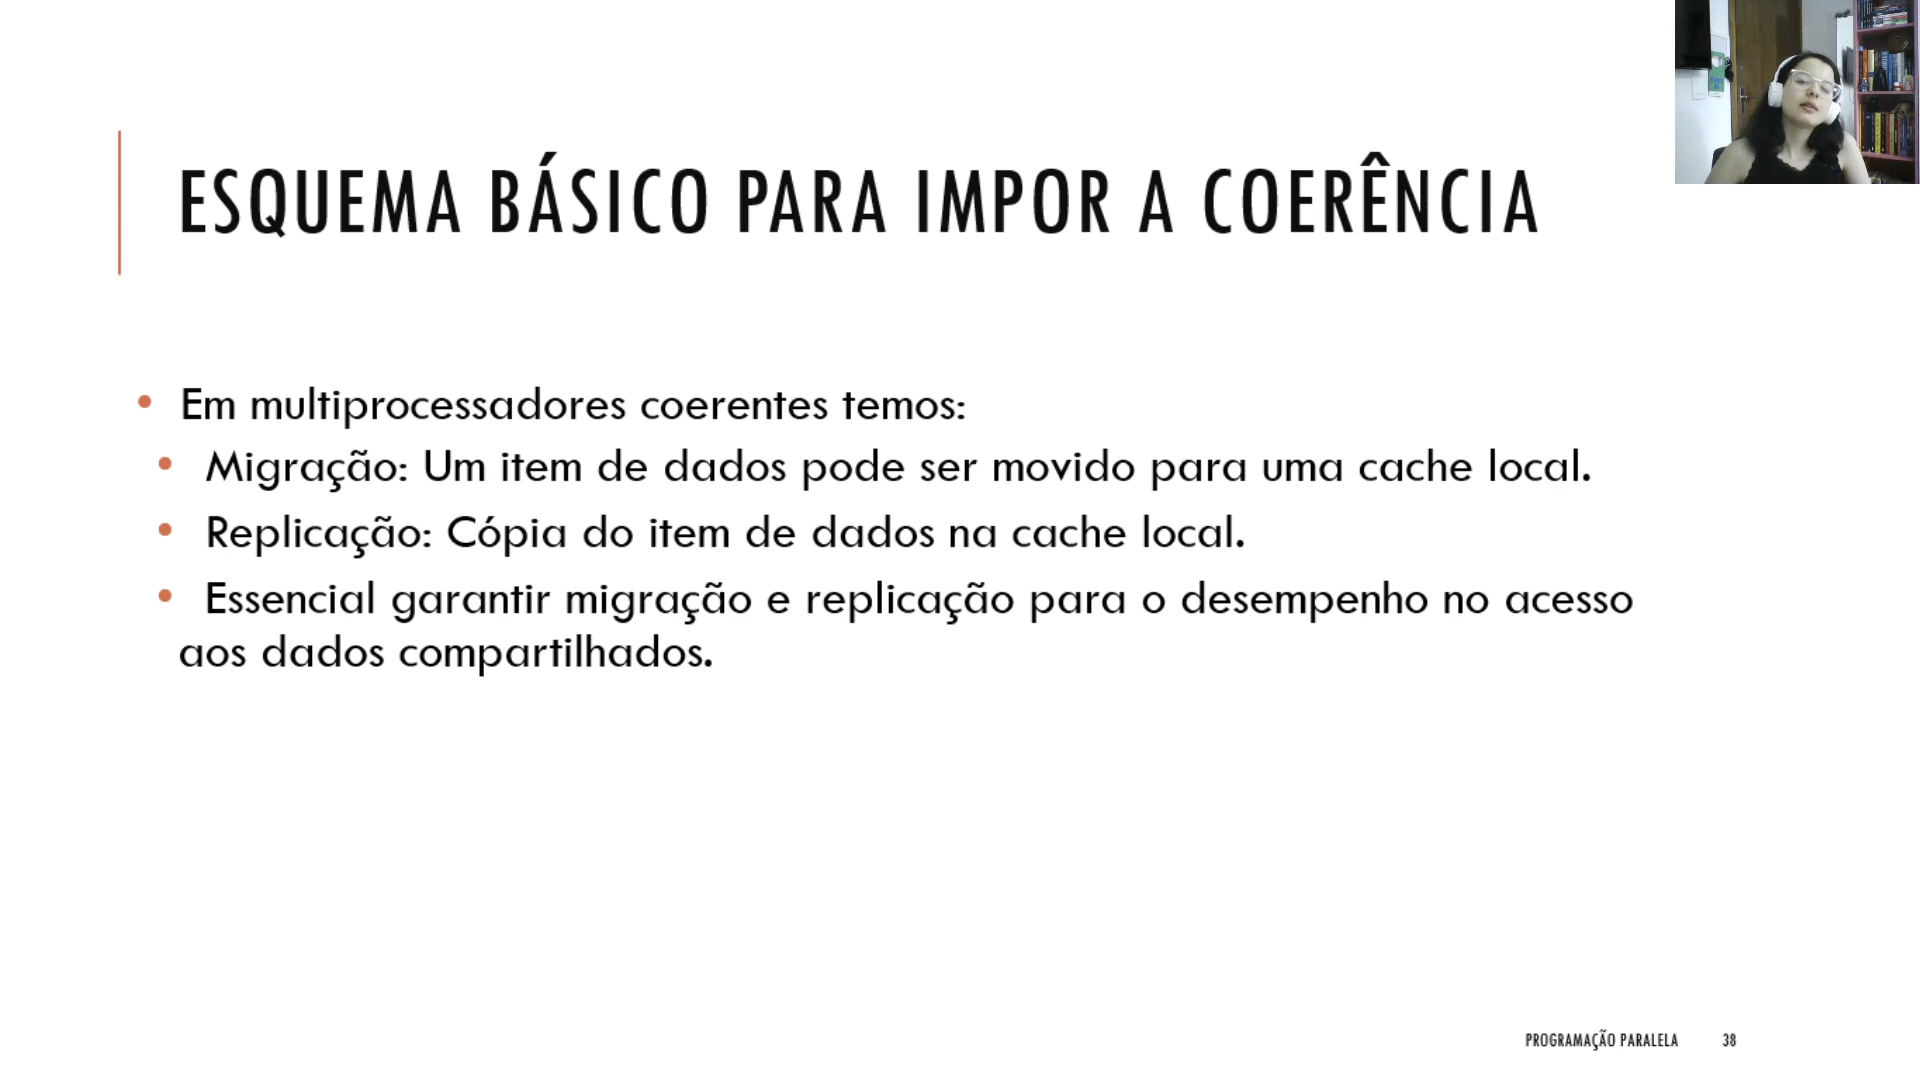 ESQUEMA BÁSICO PARA IMPOR A COERÊNCIA
• Em multiprocessadores coerentes temos:
• Migração: Um item de dados pode ser movido para uma cache local.
• Replicação: Cópia do item de dados na cache local.
• Essencial garantir migração e replicação para o desempenho no acesso
aos dados compartilhados.
PROGRAMAÇÃO PARALELA 38